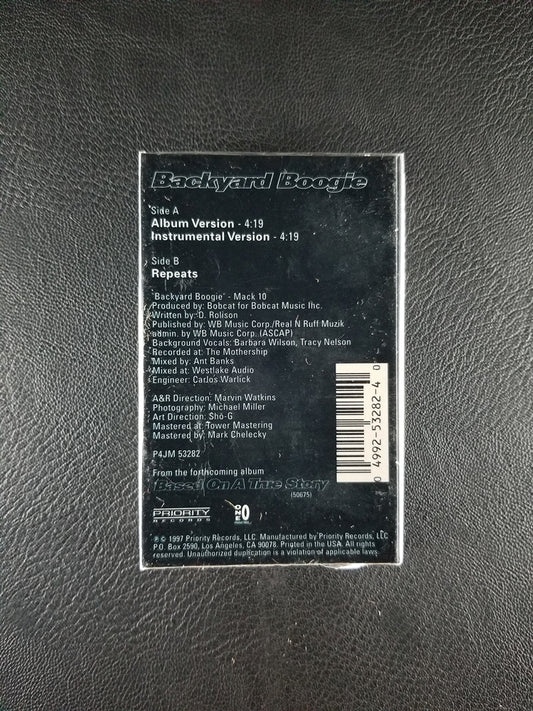 Backyard Boogie
Side A
Album Version - 4:19
Instrumental Version - 4:19
Side B
Repeats
"Backyard Boogie" - Mack 10
Produced by: Bobcat for Bobcat Music Inc.
Written by: D. Rolison
Published by: WB Music Corp./Real N Ruff Muzik
admin. by WB Music Corp. (ASCAP)
Background Vocals: Barbara Wilson, Tracy Nelson
Recorded at: The Mothership
Mixed by: Ant Banks
Mixed at: Westlake Audio
Engineer: Carlos Warlick
A&R Direction: Marvin Watkins
Photography: Michael Miller
Art Direction: Sho-G
Mastered at: Tower Mastering
Mastered by: Mark Chelecky
P4JM 53282
From the forthcoming album
Based On A True Story
(50675)
0 4992-53282-4 0
PRIORITY
RECORDS
℗ © 1997 Priority Records, LLC. Manufactured by Priority Records, LLC
P.O. Box 2590, Los Angeles, CA 90078. Printed in the USA. All rights
reserved. Unauthorized duplication is a violation of applicable laws.